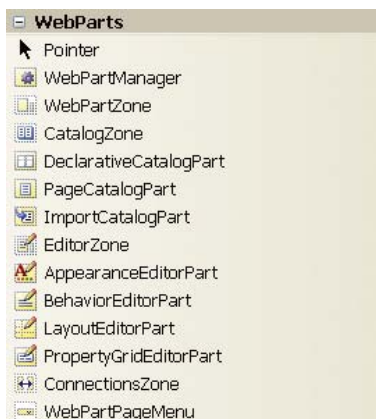 WebParts
Pointer
WebPartManager
WebPartZone
CatalogZone
DeclarativeCatalogPart
PageCatalogPart
ImportCatalogPart
EditorZone
AppearanceEditorPart
BehaviorEditorPart
LayoutEditorPart
PropertyGridEditorPart
ConnectionsZone
WebPartPageMenu